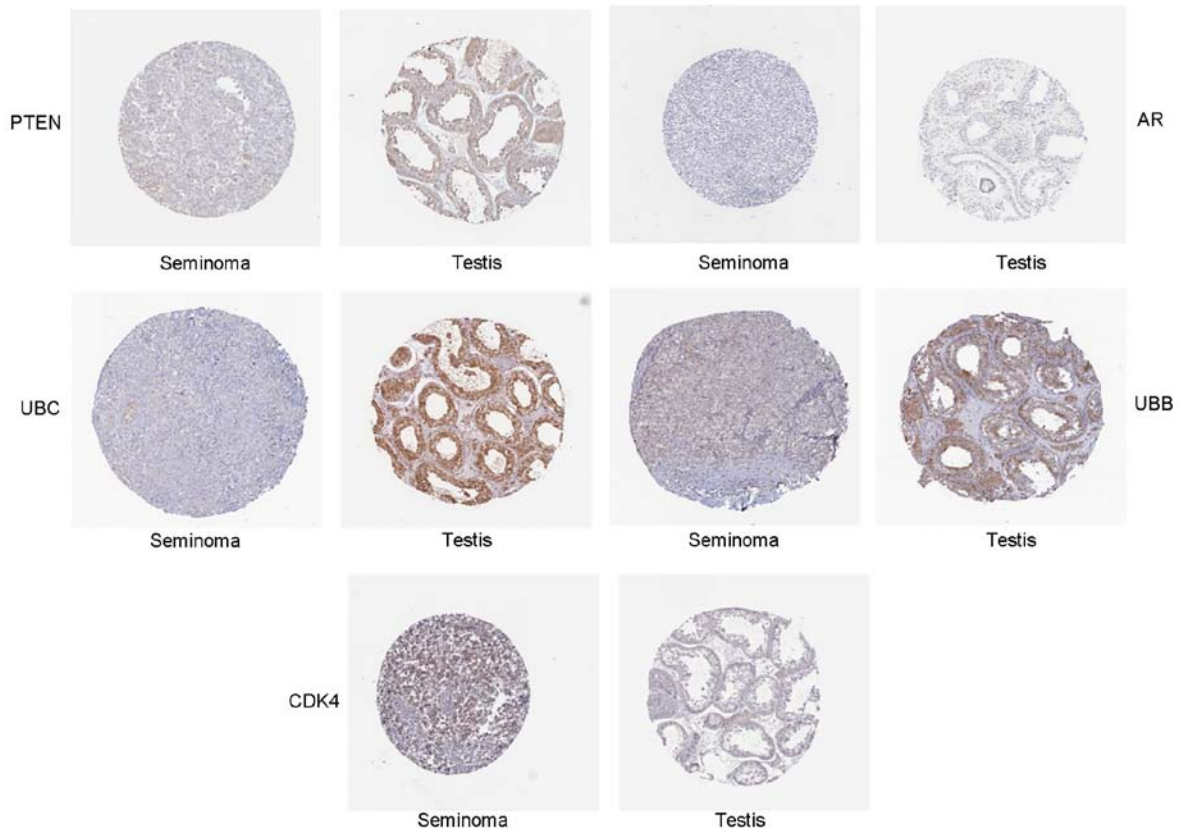 PTEN
AR
Seminoma
Testis
Seminoma
Testis
UBC
UBB
Seminoma
Testis
Seminoma
Testis
CDK4
Seminoma
Testis